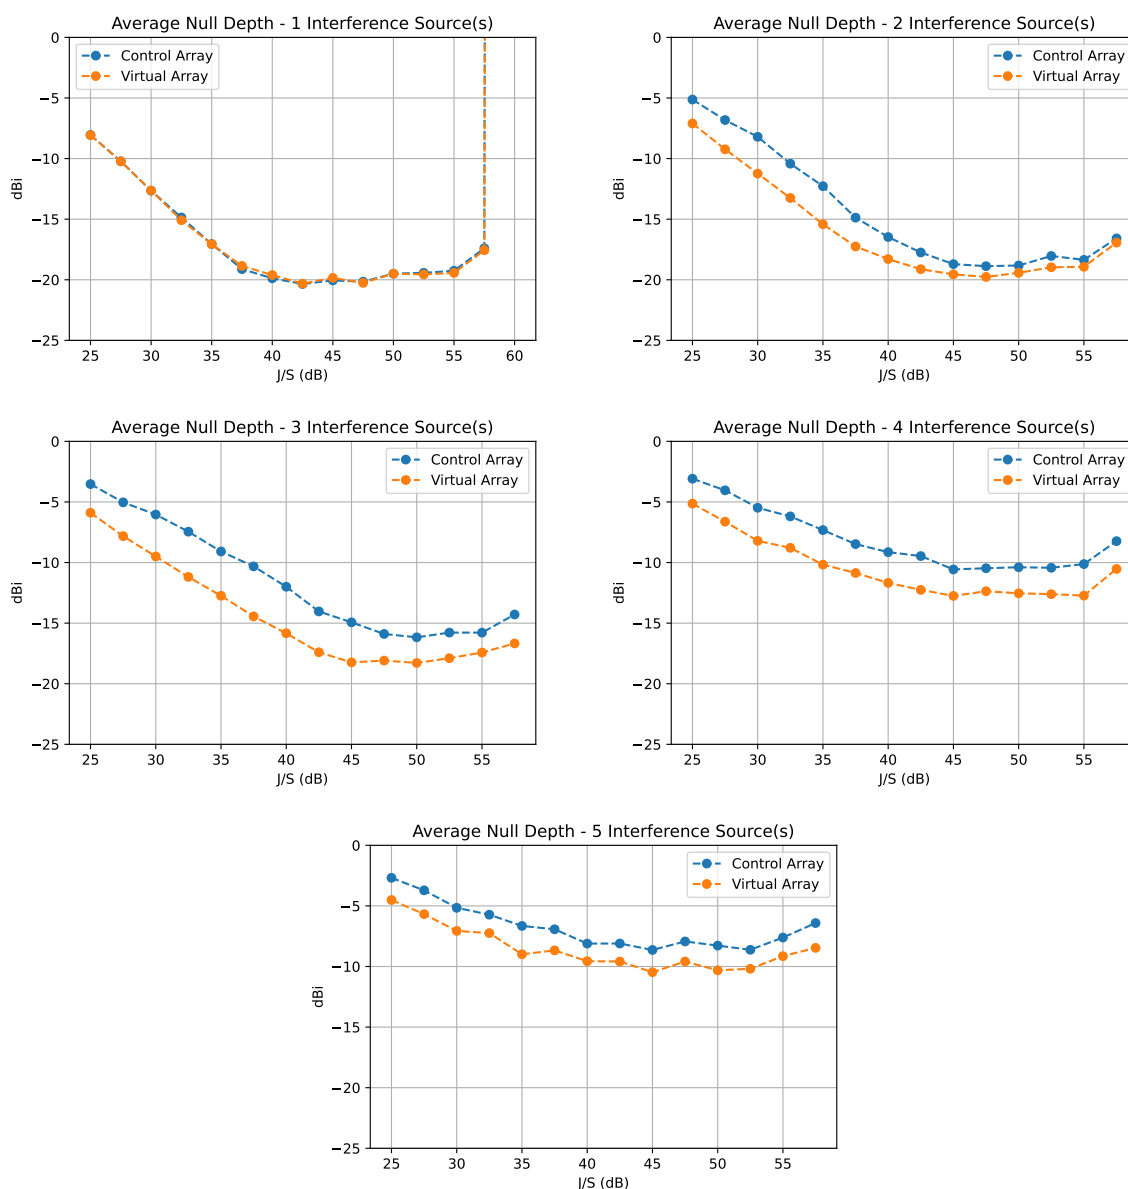 Average Null Depth - 1 Interference Source(s)
Control Array
Virtual Array
dBi
0
−5
−10
−15
−20
−25
25 30 35 40 45 50 55 60
J/S (dB)
Average Null Depth - 2 Interference Source(s)
Control Array
Virtual Array
dBi
0
−5
−10
−15
−20
−25
25 30 35 40 45 50 55
J/S (dB)
Average Null Depth - 3 Interference Source(s)
Control Array
Virtual Array
dBi
0
−5
−10
−15
−20
−25
25 30 35 40 45 50 55
J/S (dB)
Average Null Depth - 4 Interference Source(s)
Control Array
Virtual Array
dBi
0
−5
−10
−15
−20
−25
25 30 35 40 45 50 55
J/S (dB)
Average Null Depth - 5 Interference Source(s)
Control Array
Virtual Array
dBi
0
−5
−10
−15
−20
−25
25 30 35 40 45 50 55
J/S (dB)